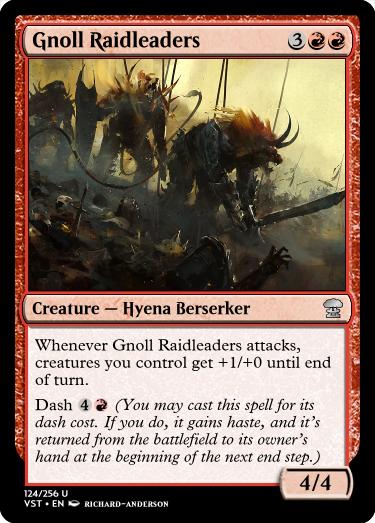 Gnoll Raidleaders 3
Creature — Hyena Berserker
Whenever Gnoll Raidleaders attacks,
creatures you control get +1/+0 until end
of turn.
Dash 4 (You may cast this spell for its
dash cost. If you do, it gains haste, and it's
returned from the battlefield to its owner's
hand at the beginning of the next end step.)
4/4
124/256 U
VST • EN RICHARD-ANDERSON